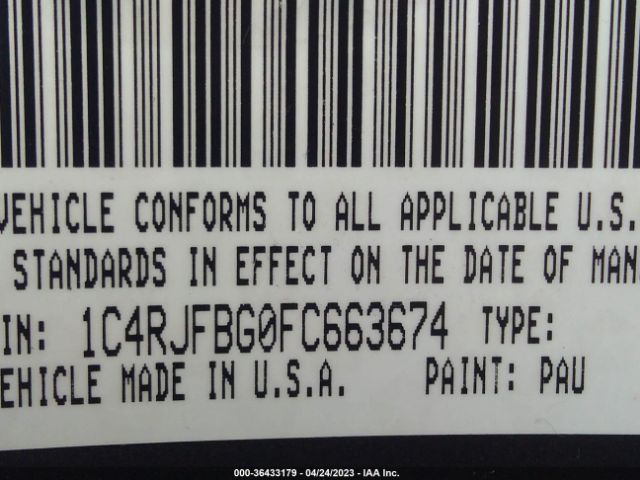 VEHICLE CONFORMS TO ALL APPLICABLE U.S.
STANDARDS IN EFFECT ON THE DATE OF MAN
IN: 1C4RJFBG0FC663674 TYPE:
EHICLE MADE IN U.S.A. PAINT: PAU
000-36433179 - 04/24/2023 - IAA Inc.